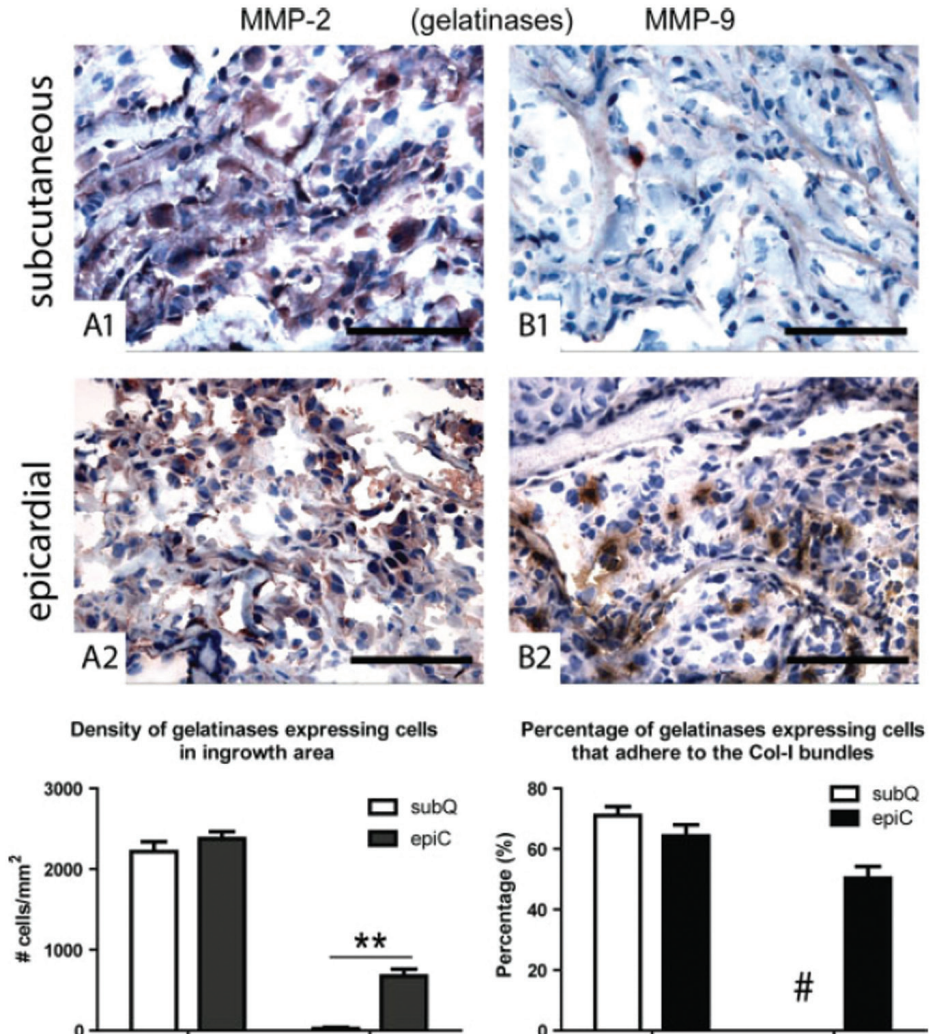 MMP-2 (gelatinases) MMP-9
subcutaneous
A1
B1
epicardial
A2
B2
Density of gelatinases expressing cells
in ingrowth area
# cells/mm²
3000
2000
1000
0
subQ
epiC
**
Percentage of gelatinases expressing cells
that adhere to the Col-I bundles
Percentage (%)
80
60
40
20
0
subQ
epiC
#